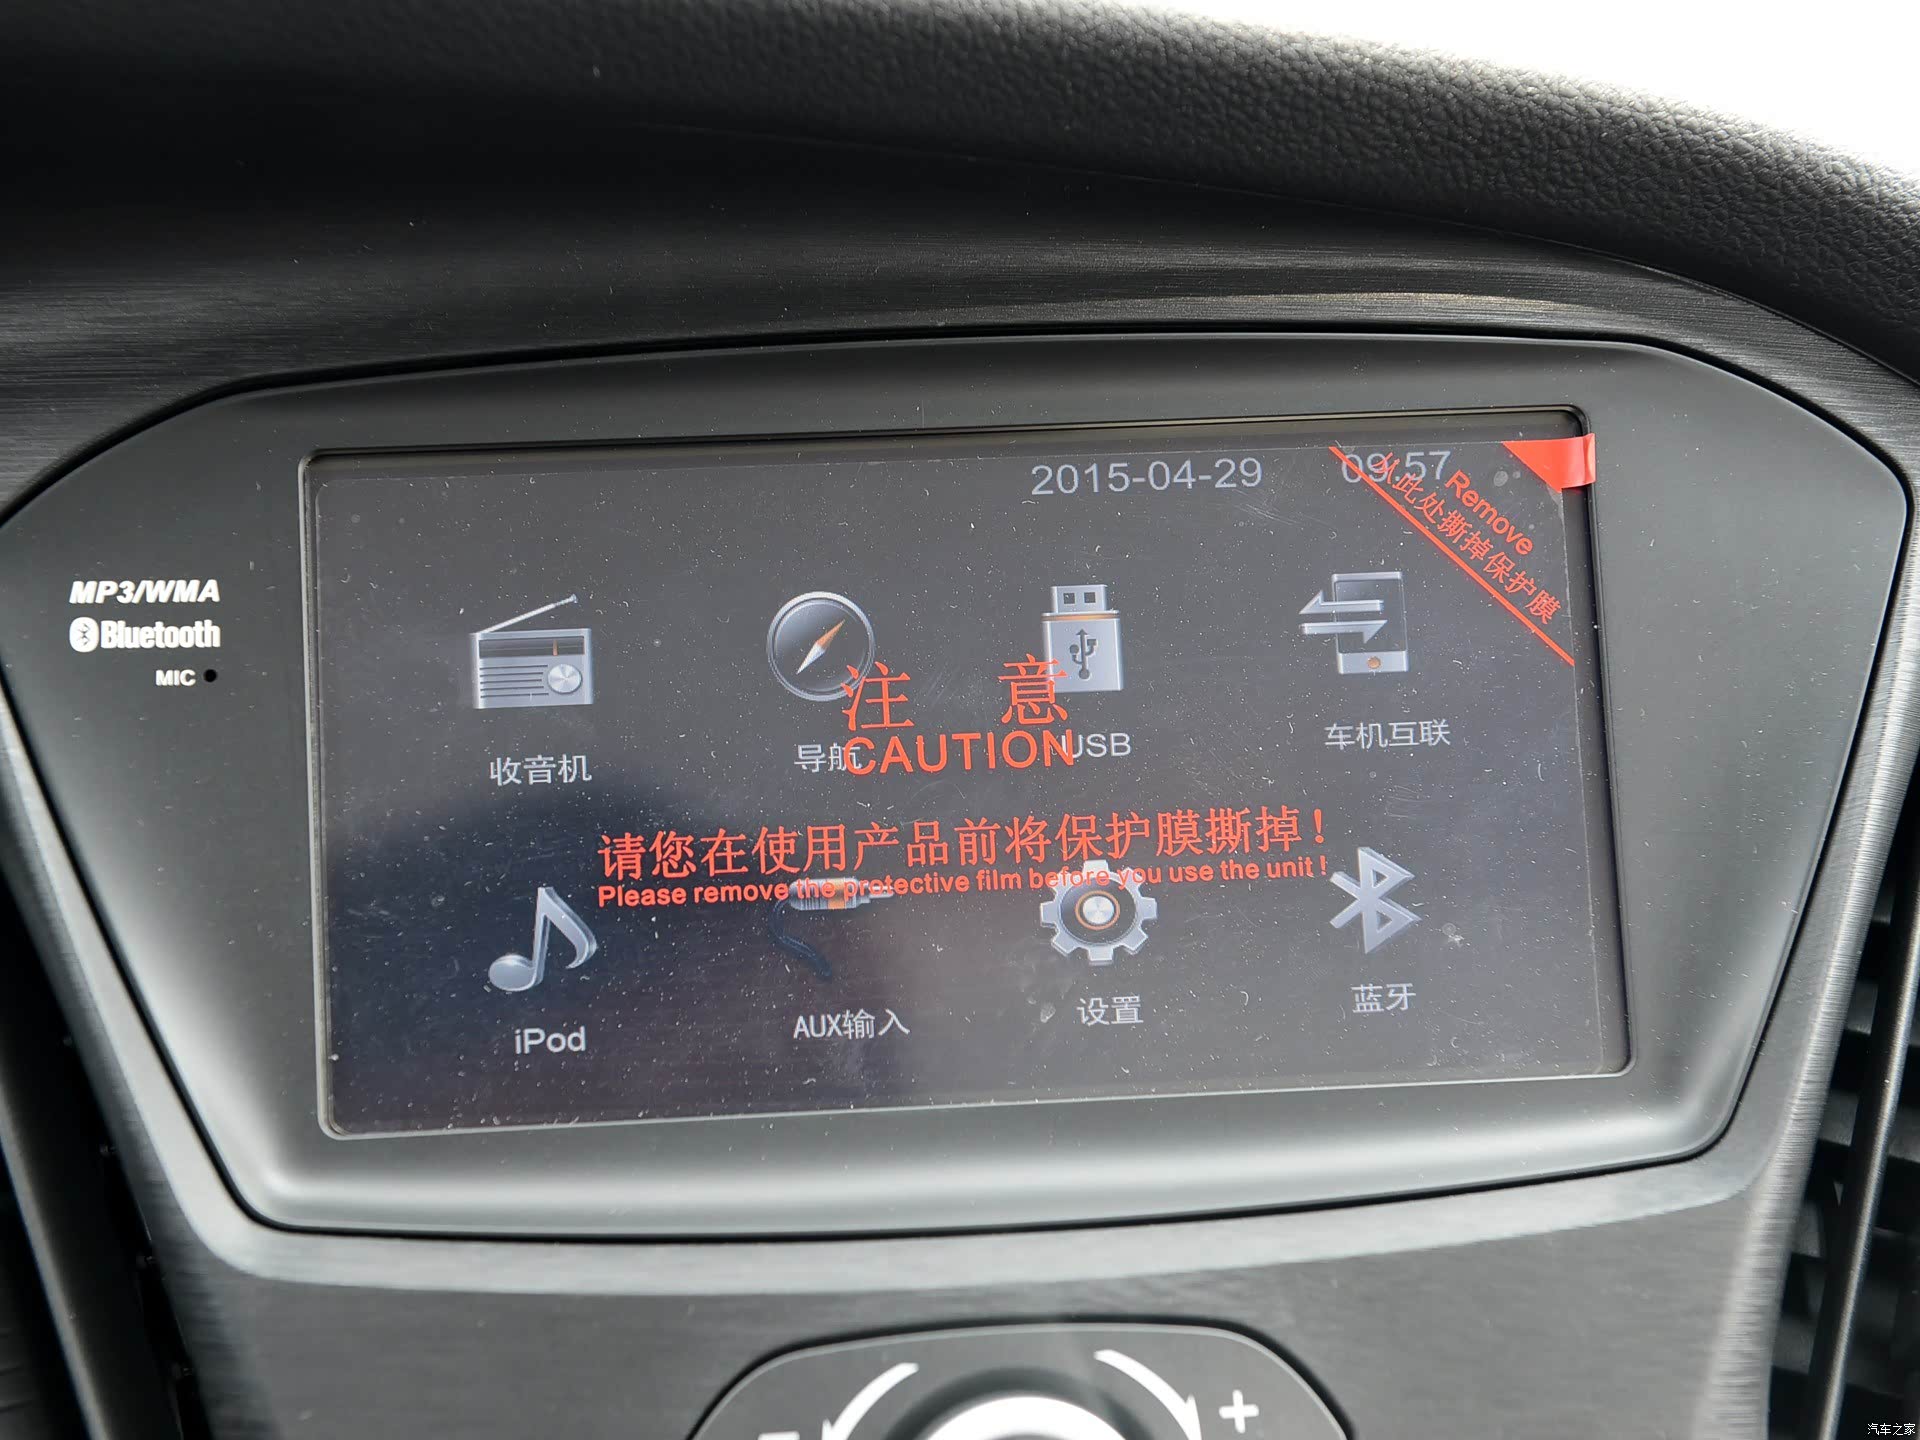 2015-04-29 09:57
Remove
从此处撕掉保护膜
MP3/WMA
Bluetooth
MIC
注 意
CAUTION
收音机 导航 USB 车机互联
请您在使用产品前将保护膜撕掉！
Please remove the protective film before you use the unit !
iPod AUX输入 设置 蓝牙
- +
汽车之家